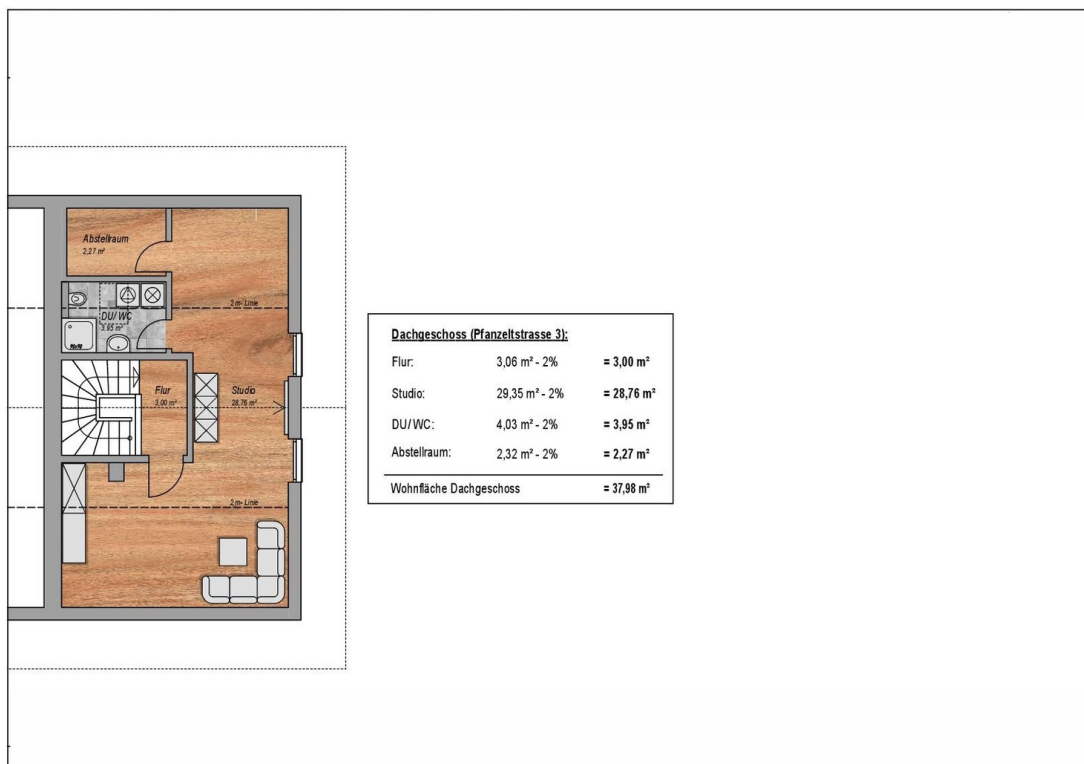 Abstellraum
2,27 m²
2 m- Linie
DU/ WC
3.95 m²
90x90
Flur
3,00 m²
Studio
28,76 m²
2 m- Linie
Dachgeschoss (Pfanzeltstrasse 3):
Flur: 3,06 m² - 2% = 3,00 m²
Studio: 29,35 m² - 2% = 28,76 m²
DU/ WC: 4,03 m² - 2% = 3,95 m²
Abstellraum: 2,32 m² - 2% = 2,27 m²
Wohnfläche Dachgeschoss = 37,98 m²